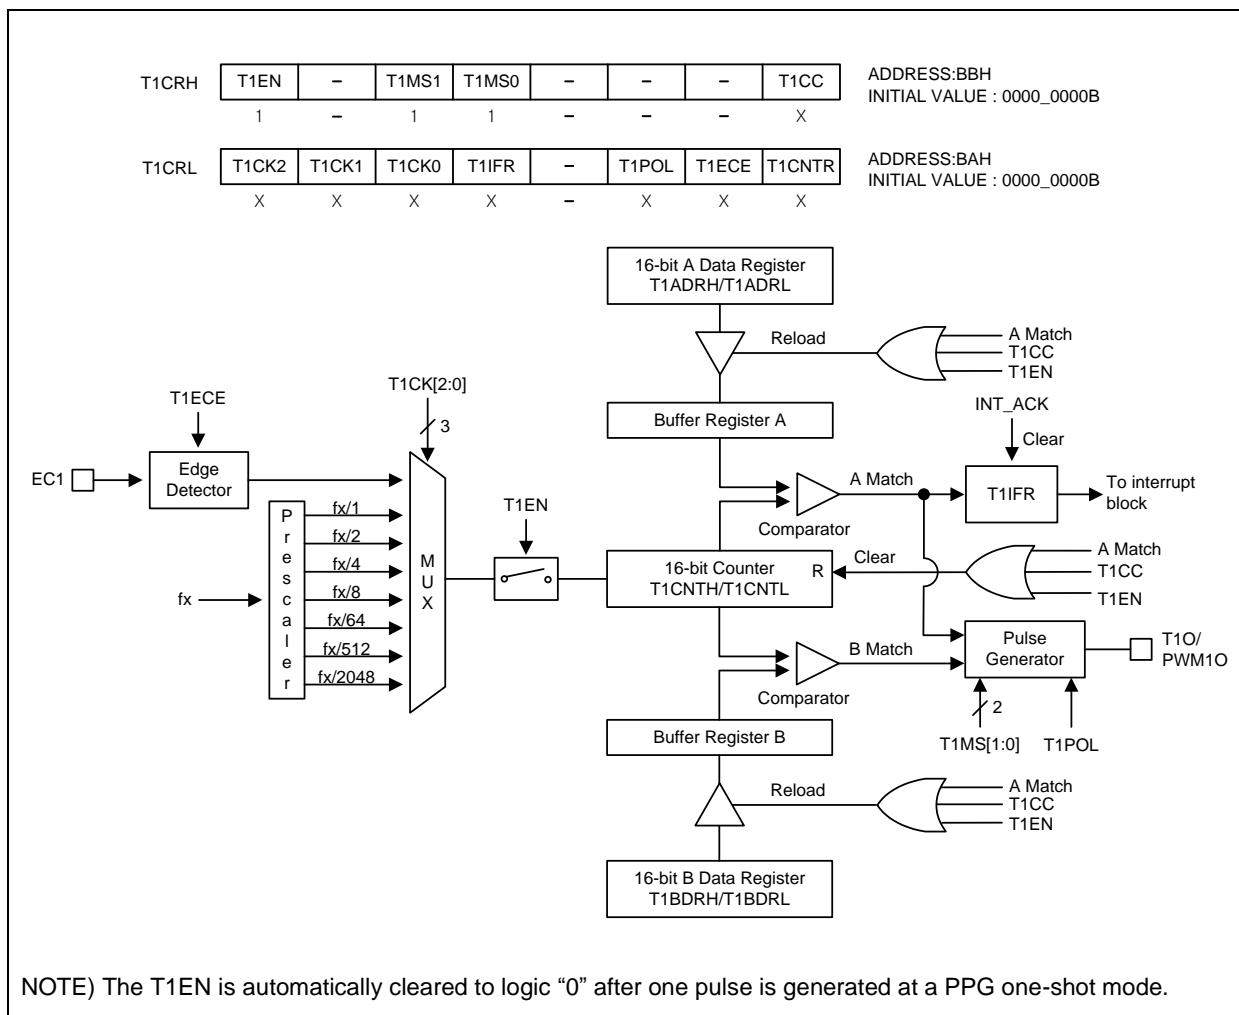 T1CRH T1EN – T1MS1 T1MS0 – – – T1CC ADDRESS:BBH
INITIAL VALUE : 0000_0000B
1 – 1 1 – – – X
T1CRL T1CK2 T1CK1 T1CK0 T1IFR – T1POL T1ECE T1CNTR ADDRESS:BAH
INITIAL VALUE : 0000_0000B
X X X X – X X X
16-bit A Data Register
T1ADRH/T1ADRL
Reload
A Match
T1CC
T1EN
T1CK[2:0]
3
T1ECE
Buffer Register A
INT_ACK
Clear
EC1
Edge
Detector
A Match
T1IFR
To interrupt
block
Comparator
T1EN
Prescaler
fx/1
fx/2
fx/4
fx/8
fx/64
fx/512
fx/2048
fx
MUX
16-bit Counter
T1CNTH/T1CNTL
R
Clear
A Match
T1CC
T1EN
B Match
Comparator
Pulse
Generator
T1O/
PWM1O
2
T1MS[1:0]
T1POL
Buffer Register B
Reload
A Match
T1CC
T1EN
16-bit B Data Register
T1BDRH/T1BDRL
NOTE) The T1EN is automatically cleared to logic “0” after one pulse is generated at a PPG one-shot mode.